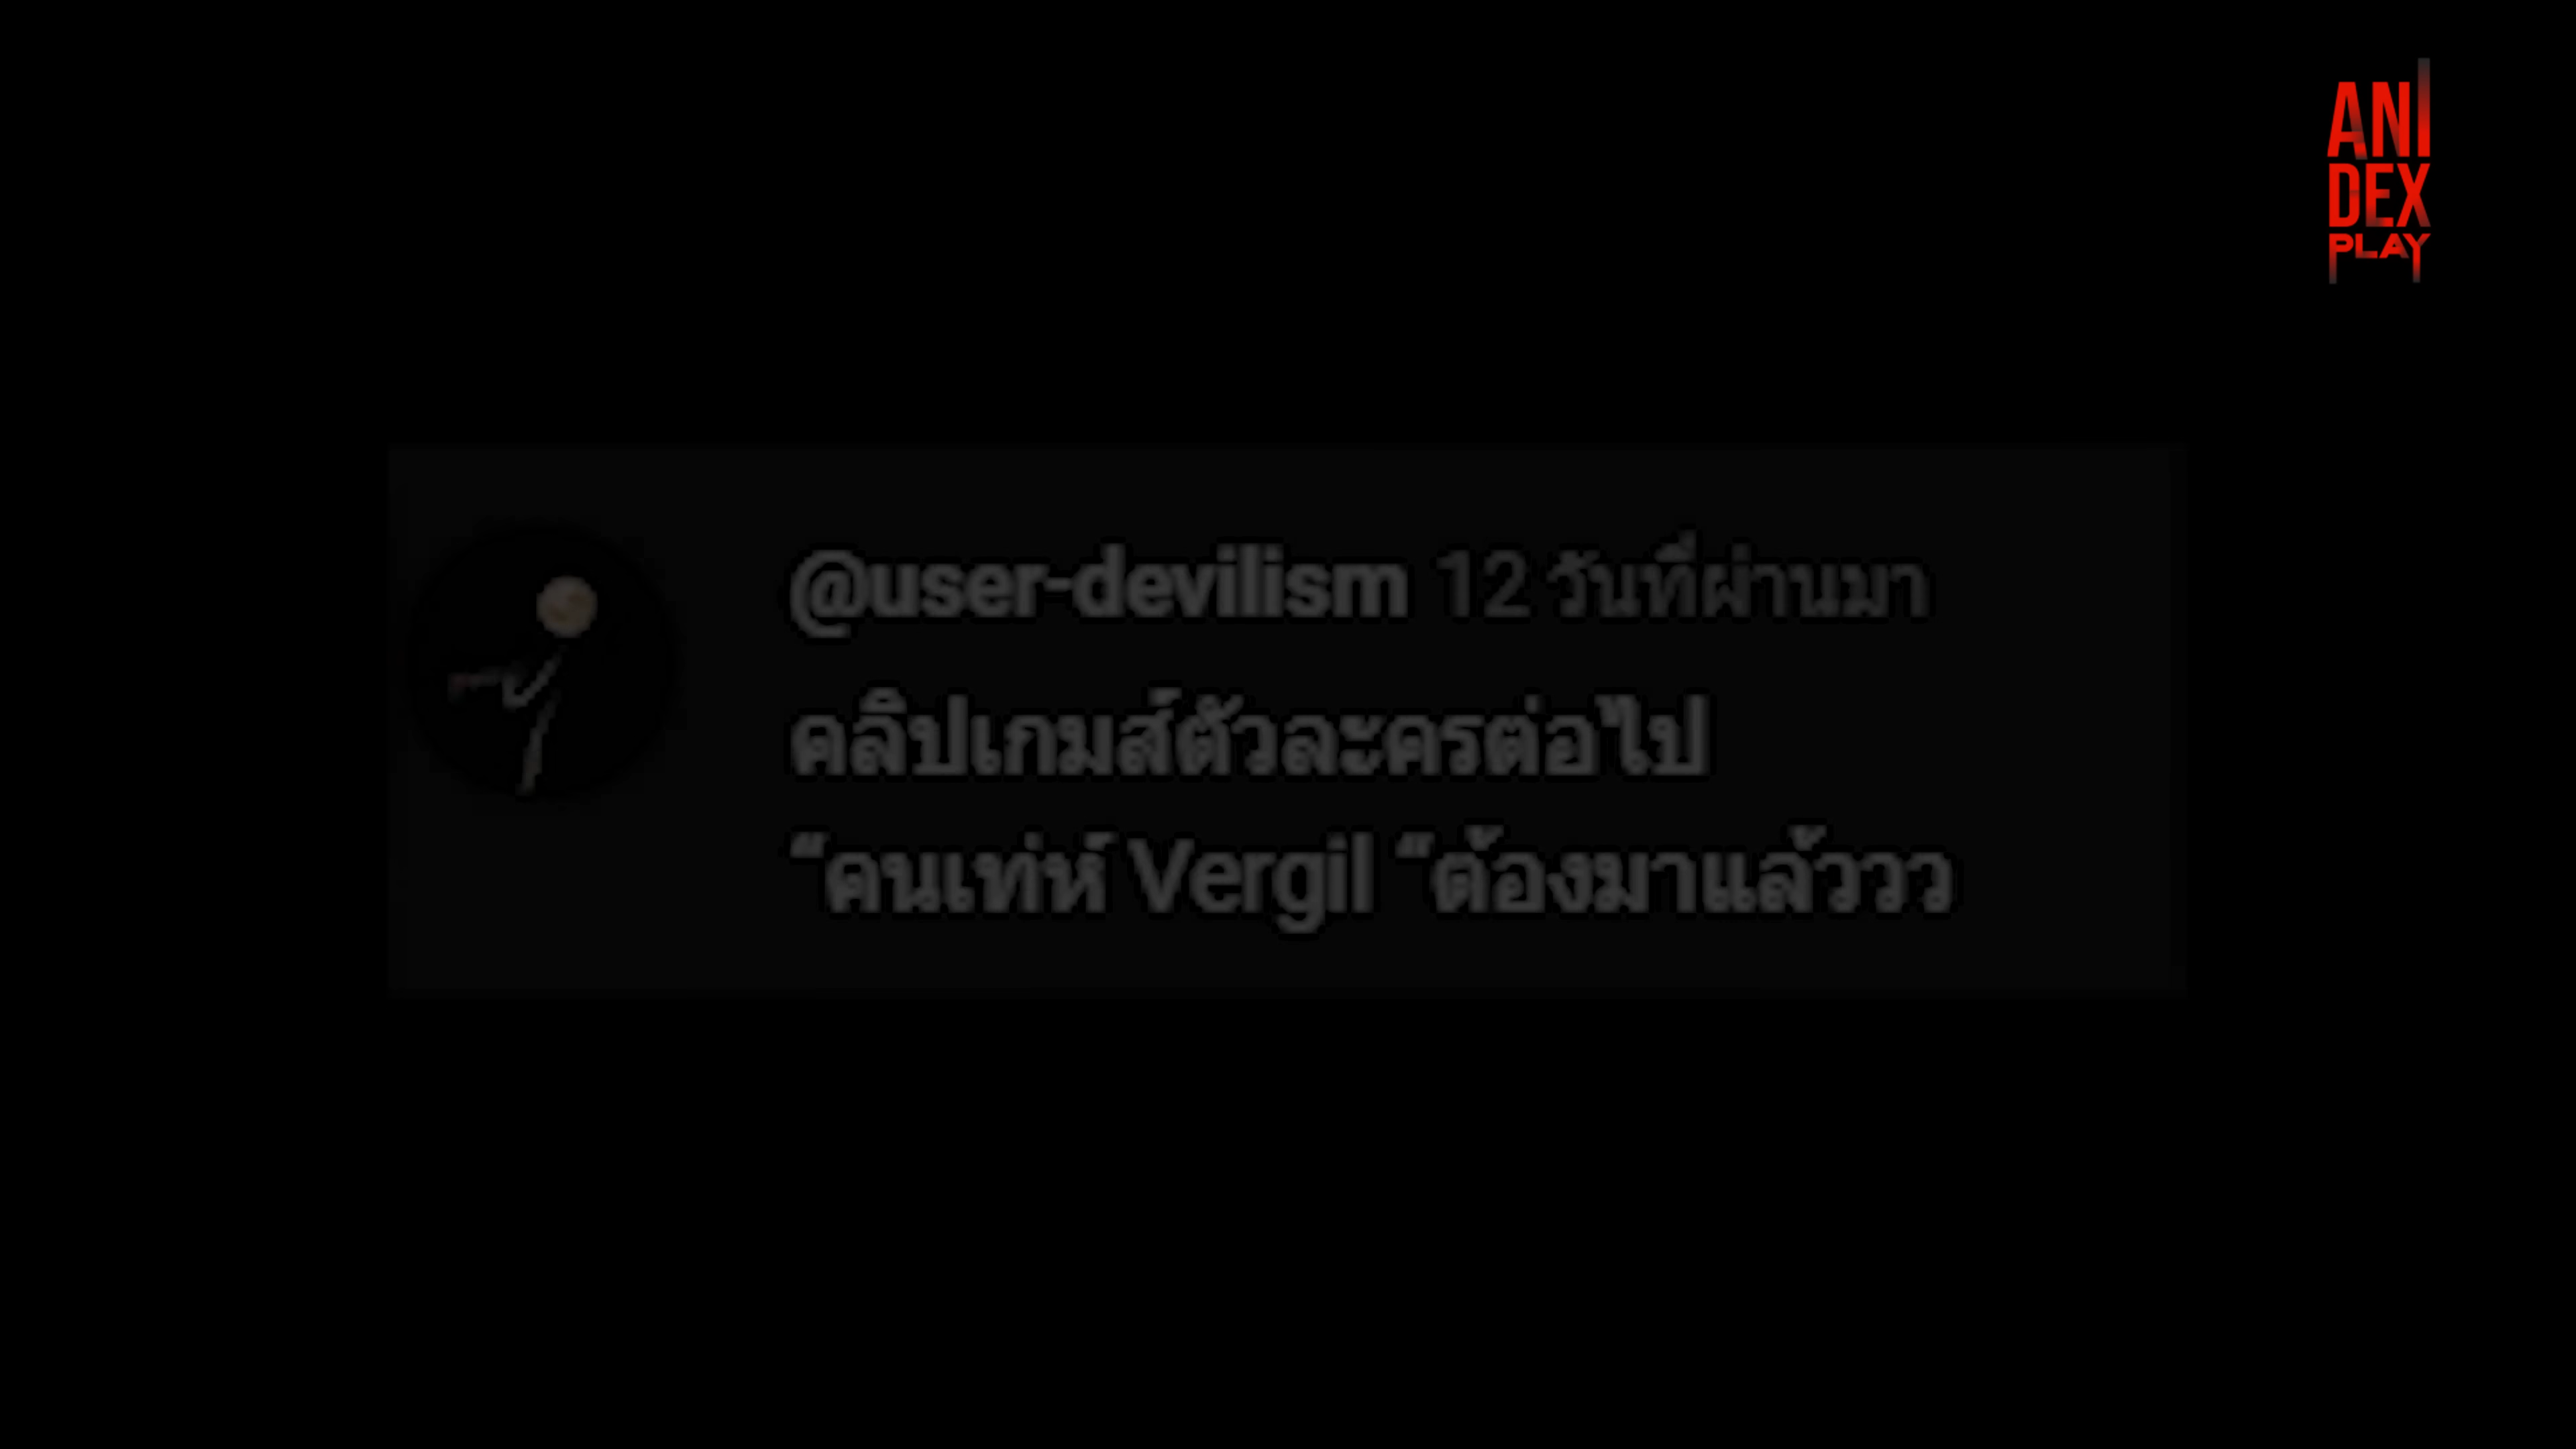 ANI
DEX
PLAY
@user-devilism 12 วันที่ผ่านมา
คลิปเกมส์ตัวละครต่อไป
“คนเท่ห์ Vergil “ต้องมาแล้ววว